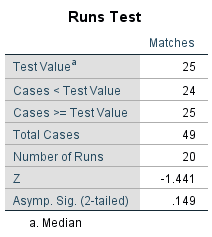 Runs Test
Matches
Test Valueᵃ 25
Cases < Test Value 24
Cases >= Test Value 25
Total Cases 49
Number of Runs 20
Z -1.441
Asymp. Sig. (2-tailed) .149
a. Median